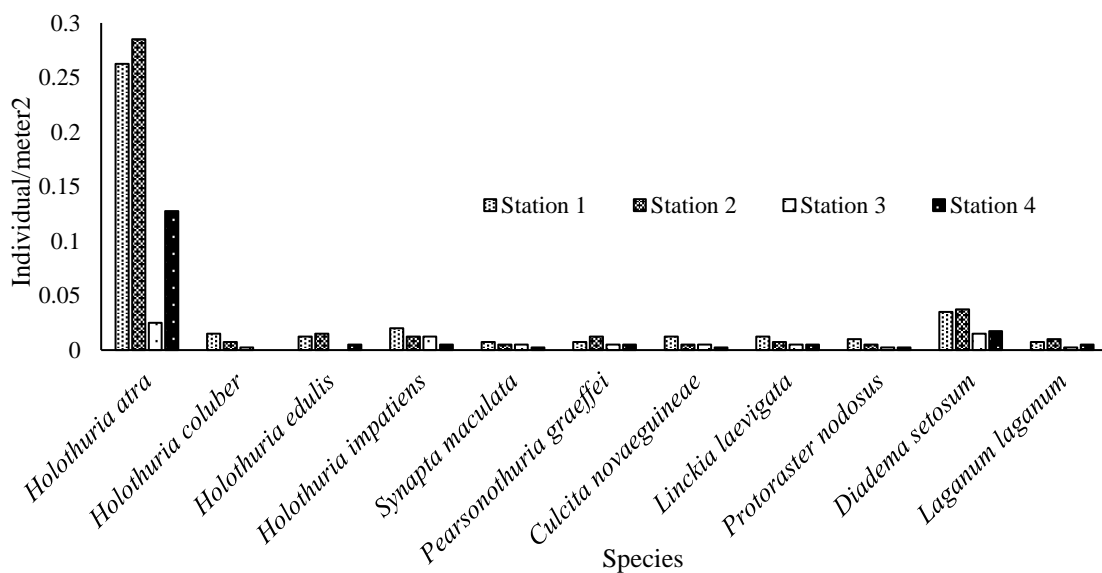 0.3
0.25
0.2
0.15
0.1
0.05
0
Individual/meter2
Station 1
Station 2
Station 3
Station 4
Holothuria atra
Holothuria coluber
Holothuria edulis
Holothuria impatiens
Synapta maculata
Pearsonothuria graeffei
Culcita novaeguineae
Linckia laevigata
Protoraster nodosus
Diadema setosum
Laganum laganum
Species